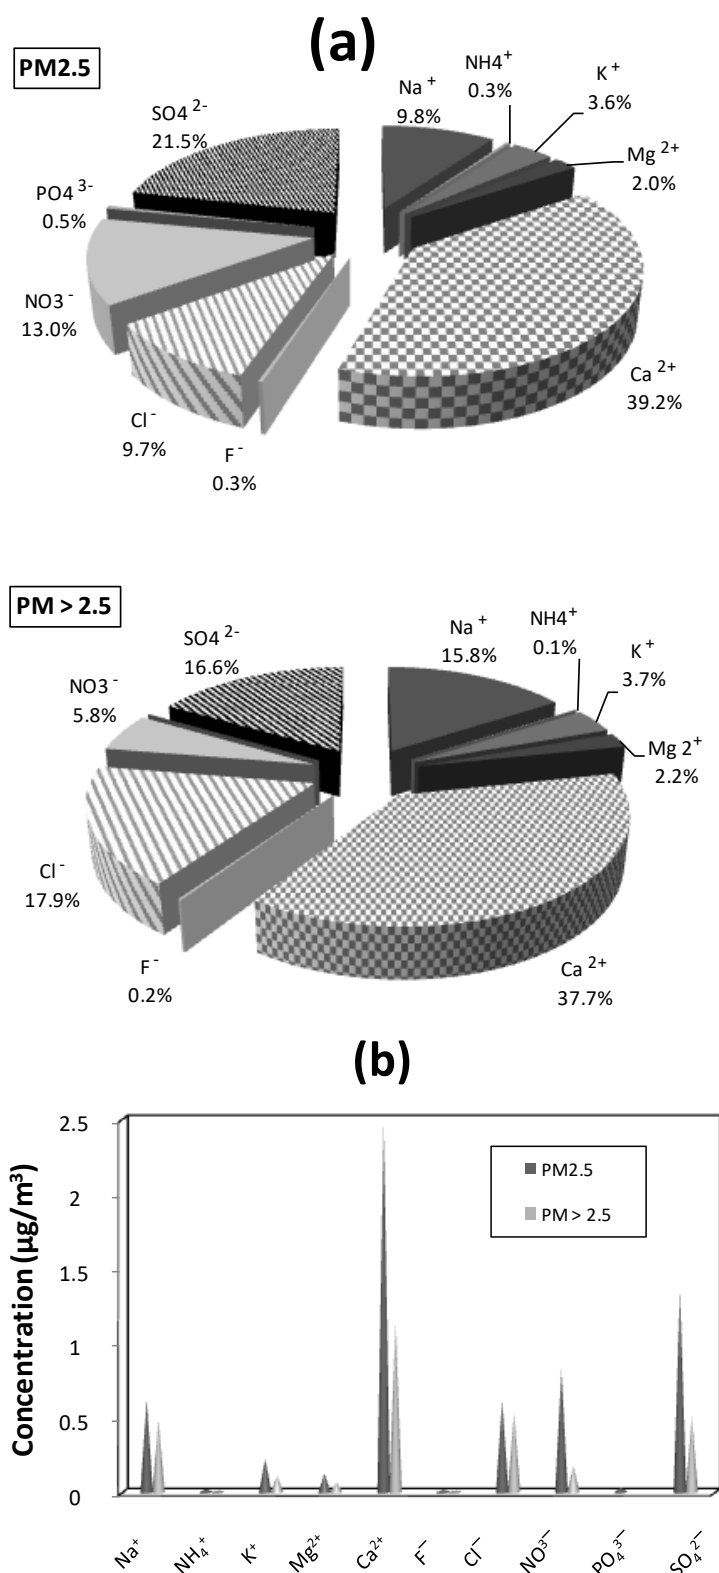 (a)
PM2.5
Na +
9.8%
NH4+
0.3%
K +
3.6%
Mg 2+
2.0%
Ca 2+
39.2%
F -
0.3%
Cl -
9.7%
NO3 -
13.0%
PO4 3-
0.5%
SO4 2-
21.5%
PM > 2.5
Na +
15.8%
NH4+
0.1%
K +
3.7%
Mg 2+
2.2%
Ca 2+
37.7%
F -
0.2%
Cl -
17.9%
NO3 -
5.8%
SO4 2-
16.6%
(b)
Concentration (µg/m³)
2.5
2
1.5
1
0.5
0
PM2.5
PM > 2.5
Na⁺
NH₄⁺
K⁺
Mg²⁺
Ca²⁺
F⁻
Cl⁻
NO³⁻
PO₄³⁻
SO₄²⁻